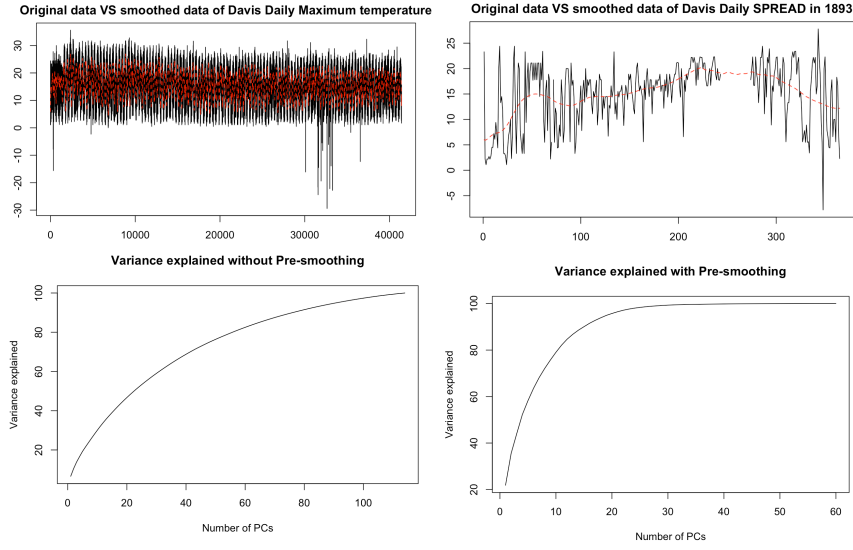 Original data VS smoothed data of Davis Daily Maximum temperature
30
20
10
0
-10
-20
-30
0 10000 20000 30000 40000
Original data VS smoothed data of Davis Daily SPREAD in 1893
25
20
15
10
5
0
-5
0 100 200 300
Variance explained without Pre-smoothing
Variance explained
100
80
60
40
20
0 20 40 60 80 100
Number of PCs
Variance explained with Pre-smoothing
Variance explained
100
80
60
40
20
0 10 20 30 40 50 60
Number of PCs